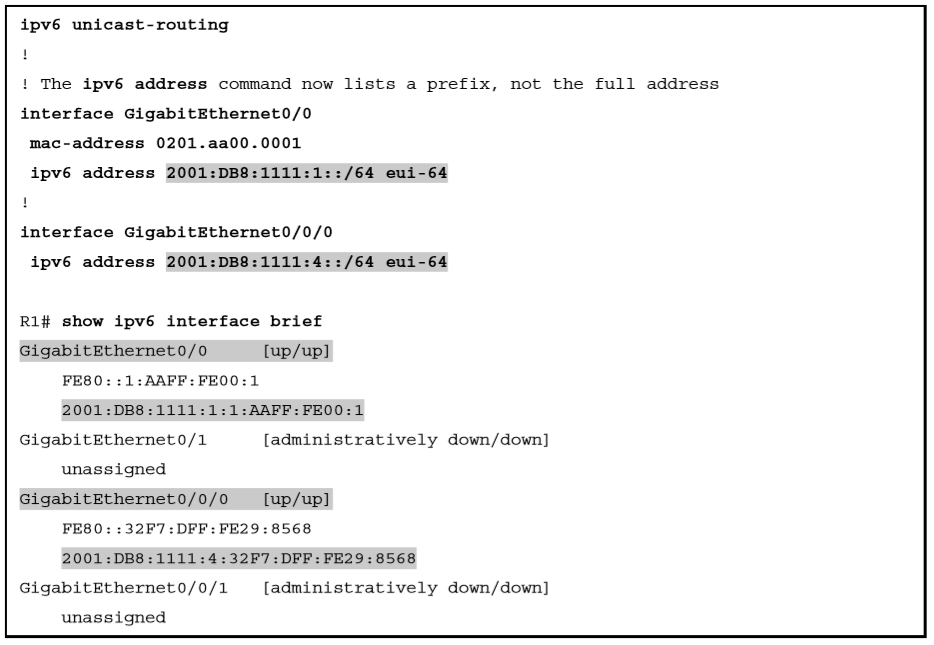 ipv6 unicast-routing
!
! The ipv6 address command now lists a prefix, not the full address
interface GigabitEthernet0/0
mac-address 0201.aa00.0001
ipv6 address 2001:DB8:1111:1::/64 eui-64
!
interface GigabitEthernet0/0/0
ipv6 address 2001:DB8:1111:4::/64 eui-64
R1# show ipv6 interface brief
GigabitEthernet0/0 [up/up]
FE80::1:AAFF:FE00:1
2001:DB8:1111:1:1:AAFF:FE00:1
GigabitEthernet0/1 [administratively down/down]
unassigned
GigabitEthernet0/0/0 [up/up]
FE80::32F7:DFF:FE29:8568
2001:DB8:1111:4:32F7:DFF:FE29:8568
GigabitEthernet0/0/1 [administratively down/down]
unassigned